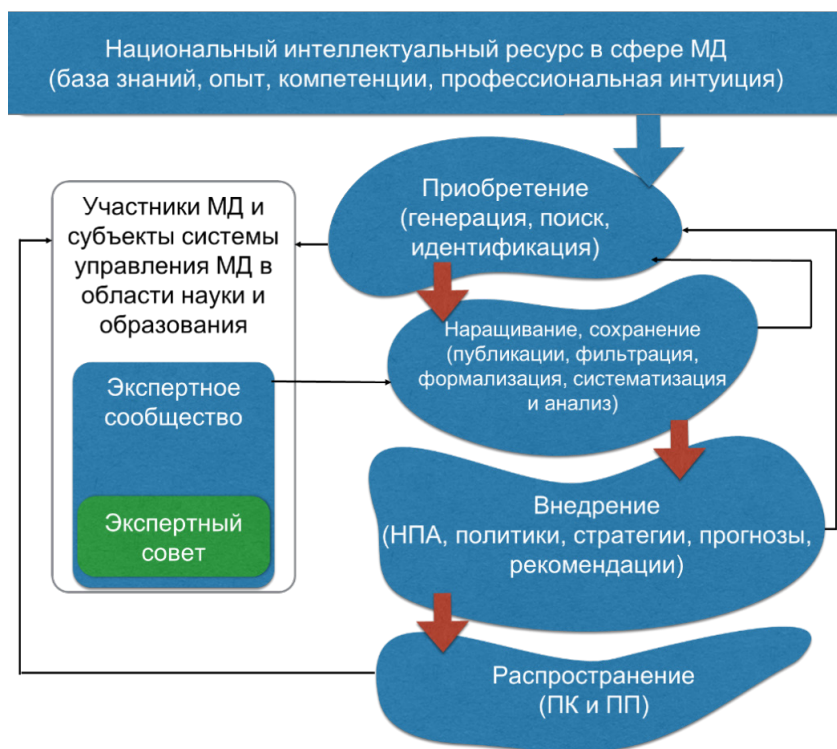 Национальный интеллектуальный ресурс в сфере МД
(база знаний, опыт, компетенции, профессиональная интуиция)
Приобретение
(генерация, поиск,
идентификация)
Участники МД и
субъекты системы
управления МД в
области науки и
образования
Наращивание, сохранение
(публикации, фильтрация,
формализация, систематизация
и анализ)
Экспертное
сообщество
Экспертный
совет
Внедрение
(НПА, политики, стратегии, прогнозы,
рекомендации)
Распространение
(ПК и ПП)